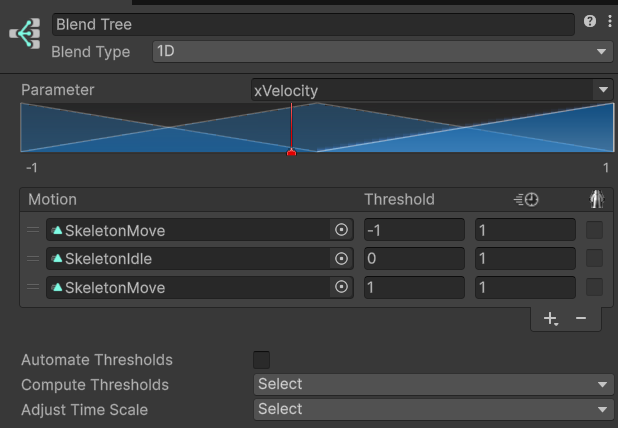 Blend Tree
Blend Type 1D
Parameter xVelocity
-1 1
Motion Threshold
SkeletonMove -1 1
SkeletonIdle 0 1
SkeletonMove 1 1
Automate Thresholds
Compute Thresholds Select
Adjust Time Scale Select